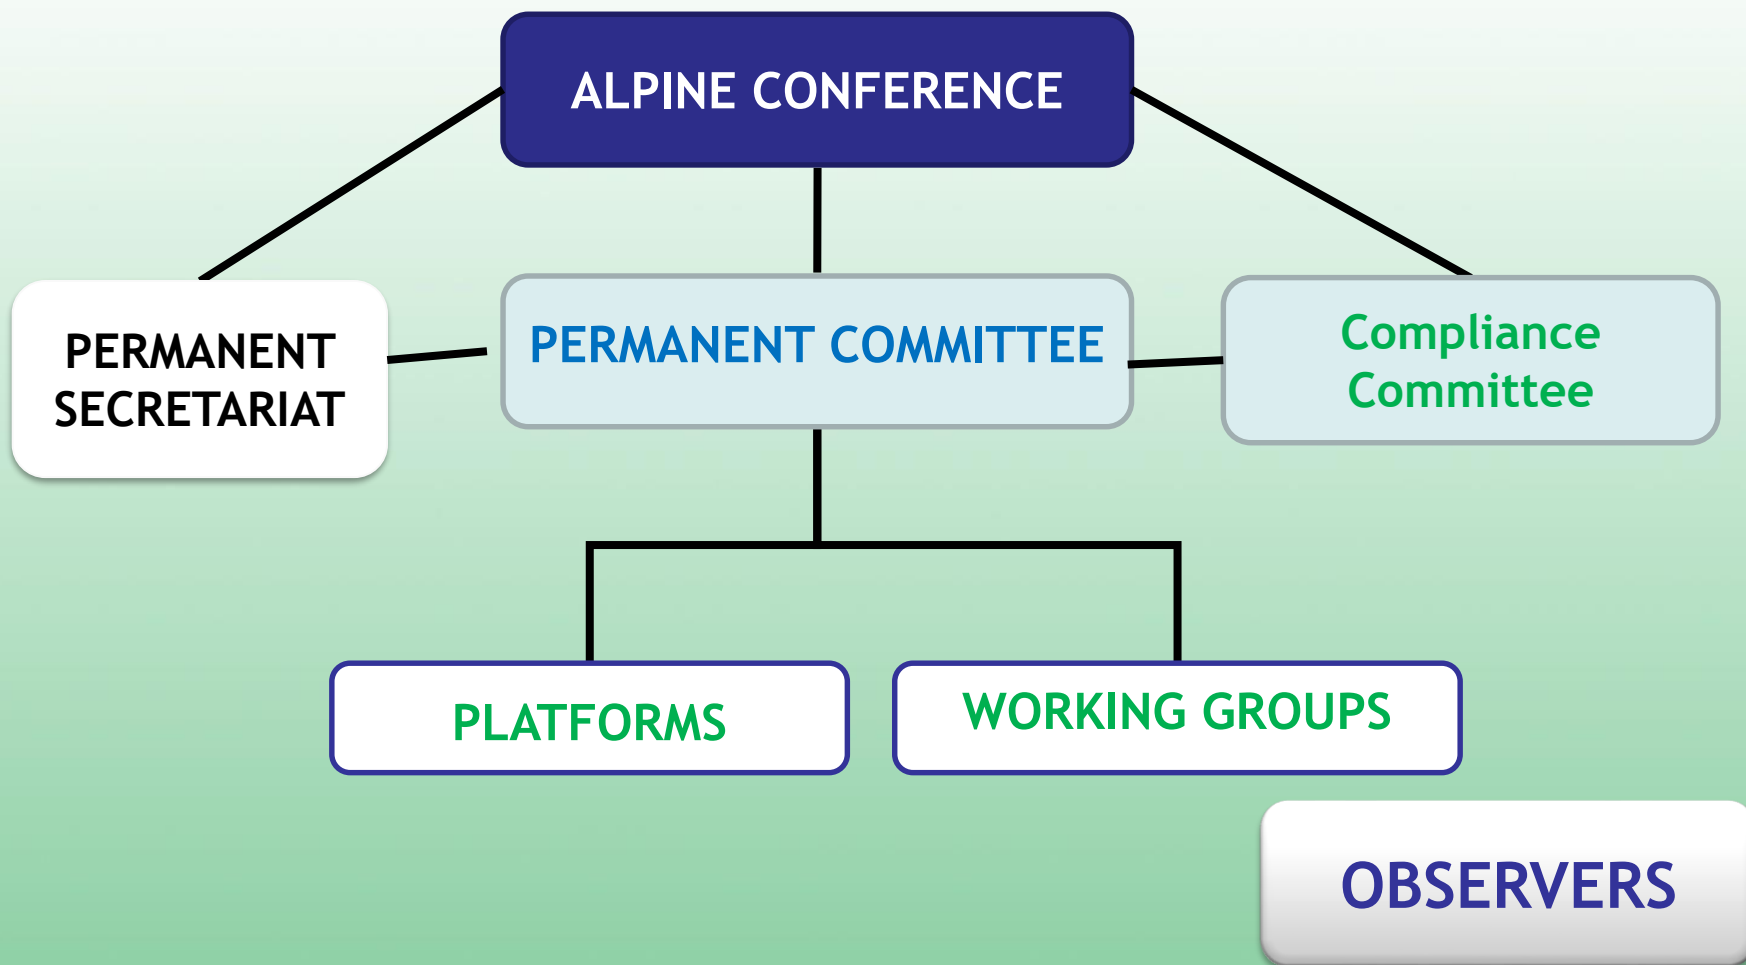 ALPINE CONFERENCE
PERMANENT
SECRETARIAT
PERMANENT COMMITTEE
Compliance
Committee
PLATFORMS
WORKING GROUPS
OBSERVERS